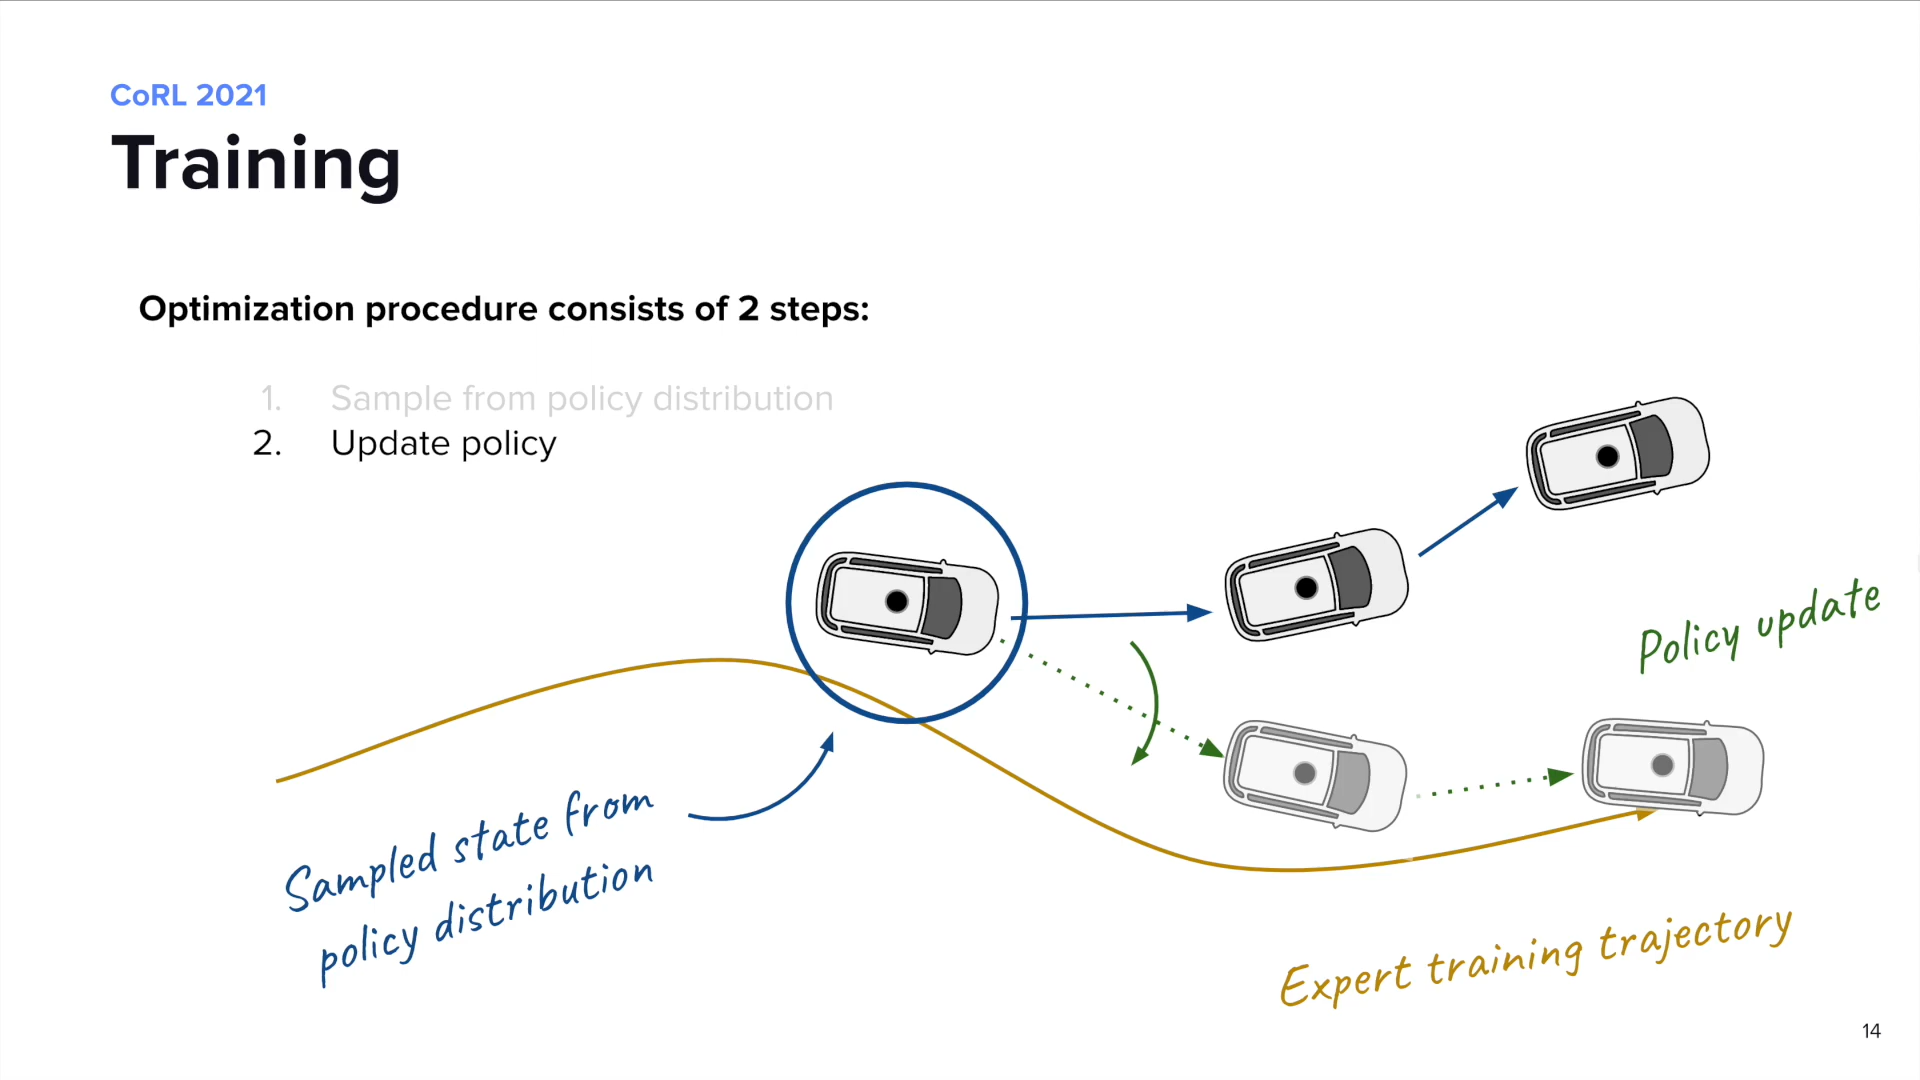 CoRL 2021
Training
Optimization procedure consists of 2 steps:
1. Sample from policy distribution
2. Update policy
Policy update
Sampled state from
policy distribution
Expert training trajectory
14